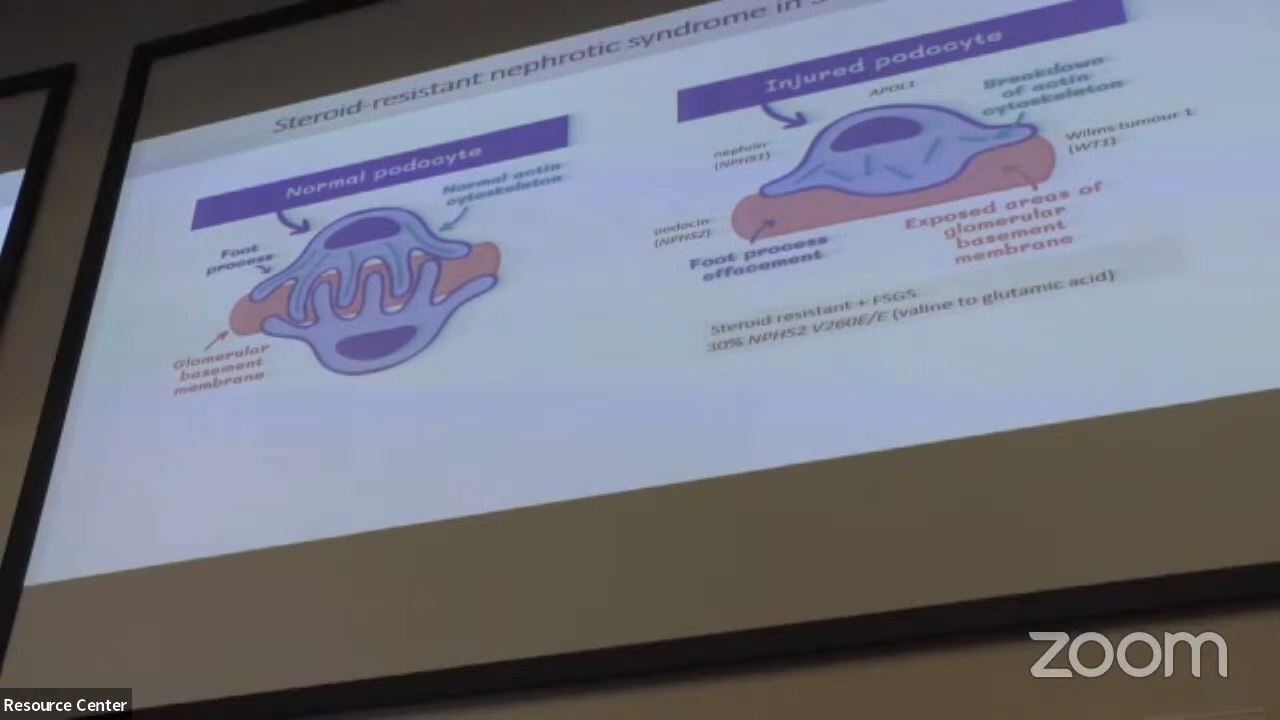 Steroid-resistant nephrotic syndrome in
Normal podocyte
Normal actin
cytoskeleton
Foot
process
Glomerular
basement
membrane
Injured podocyte
APOL1
Breakdown
of actin
cytoskeleton
nephrin
(NPHS1)
Wilms tumour 1
(WT1)
podocin
(NPHS2)
Foot process
effacement
Exposed areas of
glomerular
basement
membrane
Steroid resistant + FSGS
30% NPHS2 V260E/E (valine to glutamic acid)
zoom
Resource Center